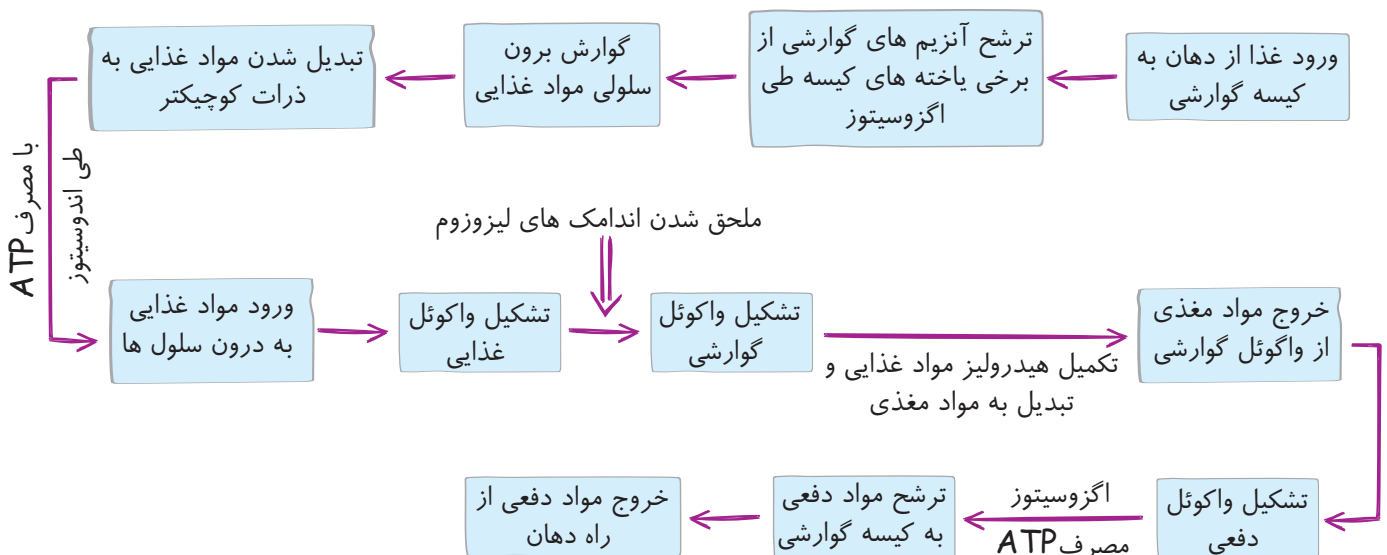 ورود غذا از دهان به
کیسه گوارشی
ترشح آنزیم های گوارشی از
برخی یاخته های کیسه طی
اگزوسیتوز
گوارش برون
سلولی مواد غذایی
تبدیل شدن مواد غذایی به
ذرات کوچیکتر
با مصرف ATP
طی اندوسیتوز
ورود مواد غذایی
به درون سلول ها
تشکیل واکوئل
غذایی
ملحق شدن اندامک های لیزوزوم
تشکیل واکوئل
گوارشی
تکمیل هیدرولیز مواد غذایی و
تبدیل به مواد مغذی
خروج مواد مغذی
از واگوئل گوارشی
تشکیل واکوئل
دفعی
اگزوسیتوز
مصرف ATP
ترشح مواد دفعی
به کیسه گوارشی
خروج مواد دفعی از
راه دهان